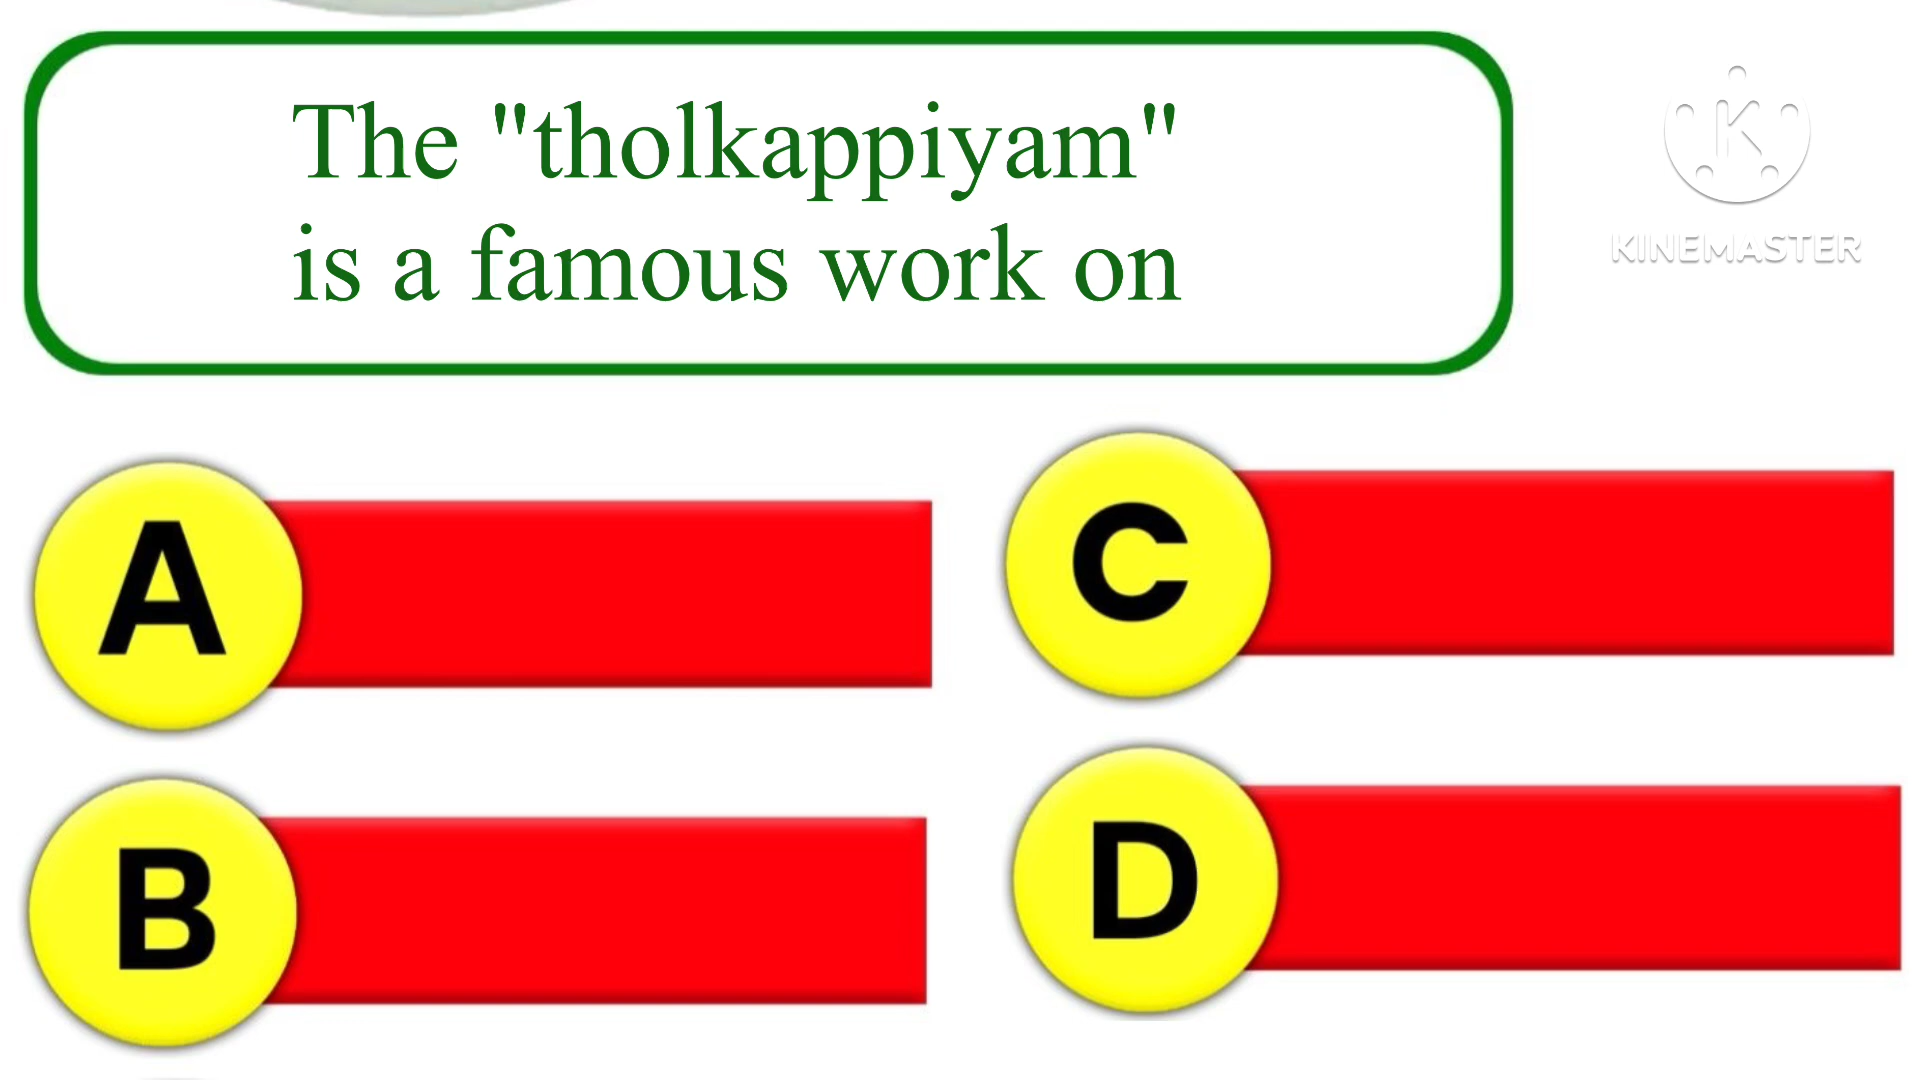 The "tholkappiyam"
is a famous work on
K
KINEMASTER
A
C
B
D